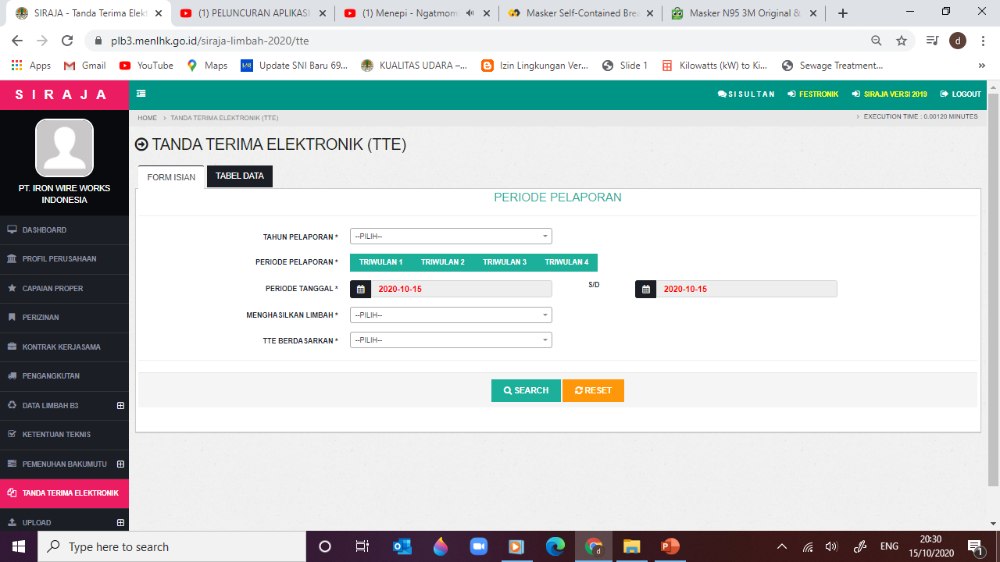 SIRAJA - Tanda Terima Elekt
(1) PELUNCURAN APLIKASI
(1) Menepi - Ngatmom
Masker Self-Contained Brea
Masker N95 3M Original &
plb3.menlhk.go.id/siraja-limbah-2020/tte
d
Apps
Gmail
YouTube
Maps
Update SNI Baru 69...
KUALITAS UDARA –...
Izin Lingkungan Ver...
Slide 1
Kilowatts (kW) to Ki...
Sewage Treatment...
»
S I R A J A
S I S U L T A N
FESTRONIK
SIRAJA VERSI 2019
LOGOUT
HOME > TANDA TERIMA ELEKTRONIK (TTE)
> EXECUTION TIME : 0.00120 MINUTES
TANDA TERIMA ELEKTRONIK (TTE)
PT. IRON WIRE WORKS
INDONESIA
DASHBOARD
PROFIL PERUSAHAAN
CAPAIAN PROPER
PERIZINAN
KONTRAK KERJASAMA
PENGANGKUTAN
DATA LIMBAH B3
KETENTUAN TEKNIS
PEMENUHAN BAKUMUTU
TANDA TERIMA ELEKTRONIK
UPLOAD
FORM ISIAN
TABEL DATA
PERIODE PELAPORAN
TAHUN PELAPORAN *
--PILIH--
PERIODE PELAPORAN *
TRIWULAN 1
TRIWULAN 2
TRIWULAN 3
TRIWULAN 4
PERIODE TANGGAL *
2020-10-15
S/D
2020-10-15
MENGHASILKAN LIMBAH *
--PILIH--
TTE BERDASARKAN *
--PILIH--
SEARCH
RESET
Type here to search
ENG
20:30
15/10/2020
1